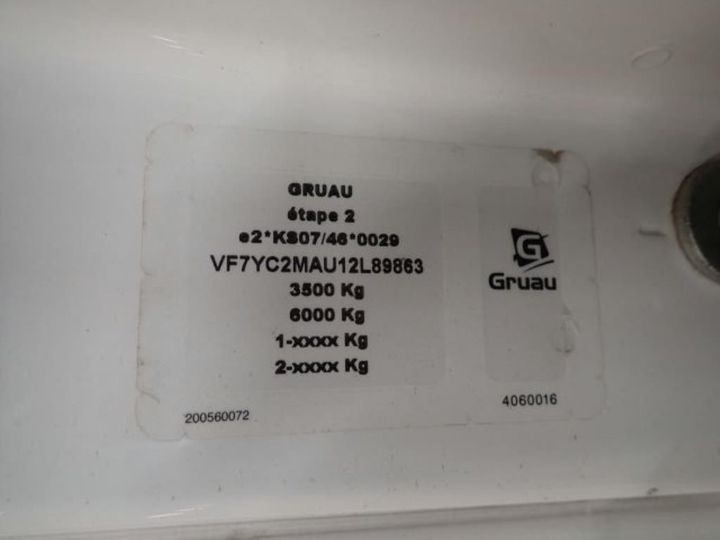 GRUAU
étape 2
e2*KS07/46*0029
VF7YC2MAU12L89863
3500 Kg
6000 Kg
1-xxxx Kg
2-xxxx Kg
G
Gruau
200560072
4060016